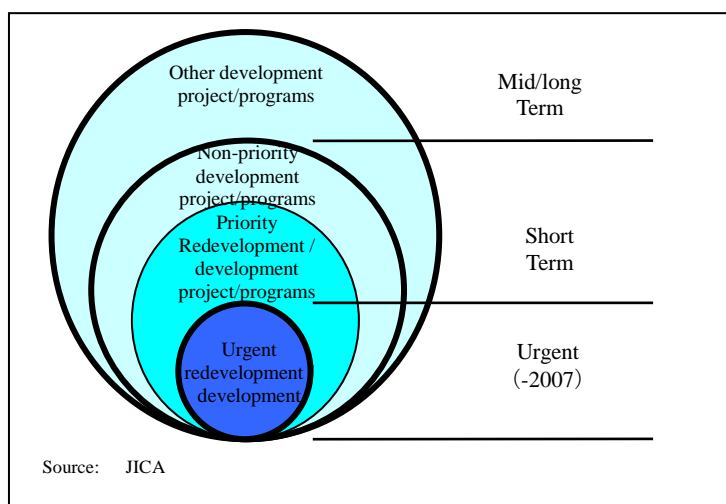 Other development
project/programs
Mid/long
Term
Non-priority
development
project/programs
Priority
Redevelopment /
development
project/programs
Short
Term
Urgent
redevelopment
development
Urgent
（-2007）
Source: JICA